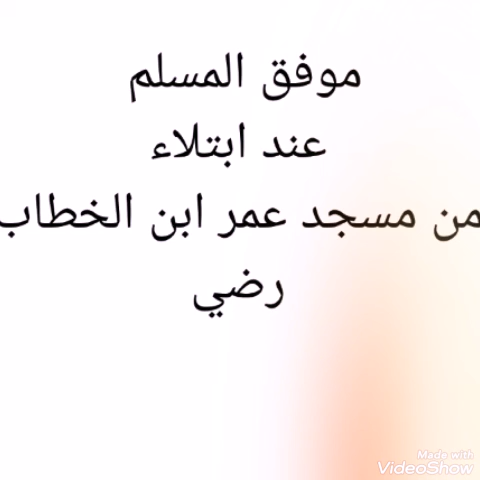 موفق المسلم
عند ابتلاء
من مسجد عمر ابن الخطاب
رضي
Made with
VideoShow